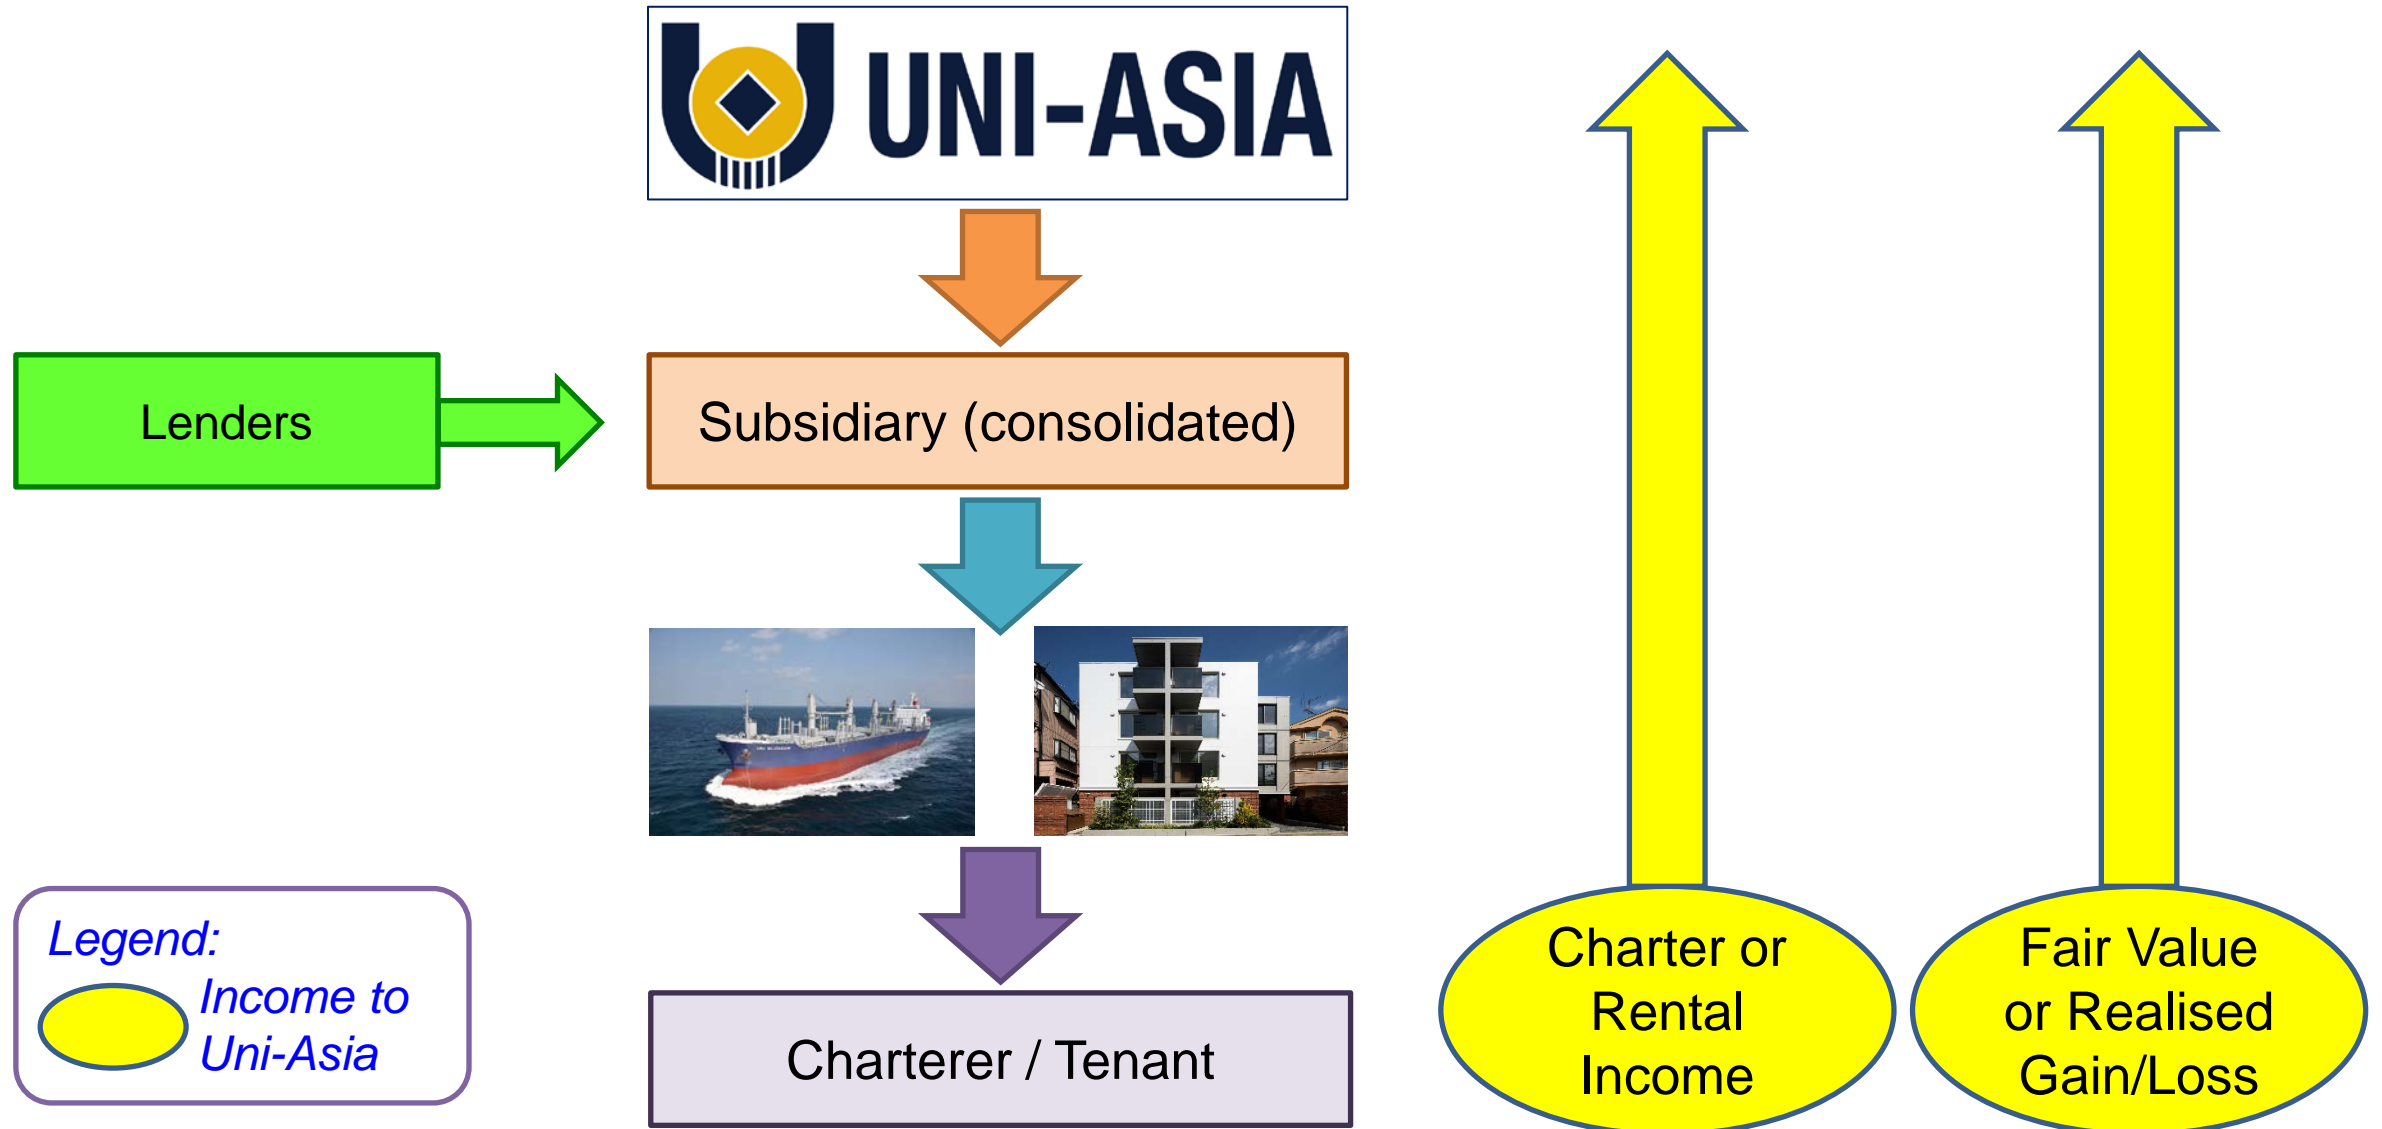 UNI-ASIA
Lenders
Subsidiary (consolidated)
Legend:
Income to
Uni-Asia
Charterer / Tenant
Charter or
Rental
Income
Fair Value
or Realised
Gain/Loss